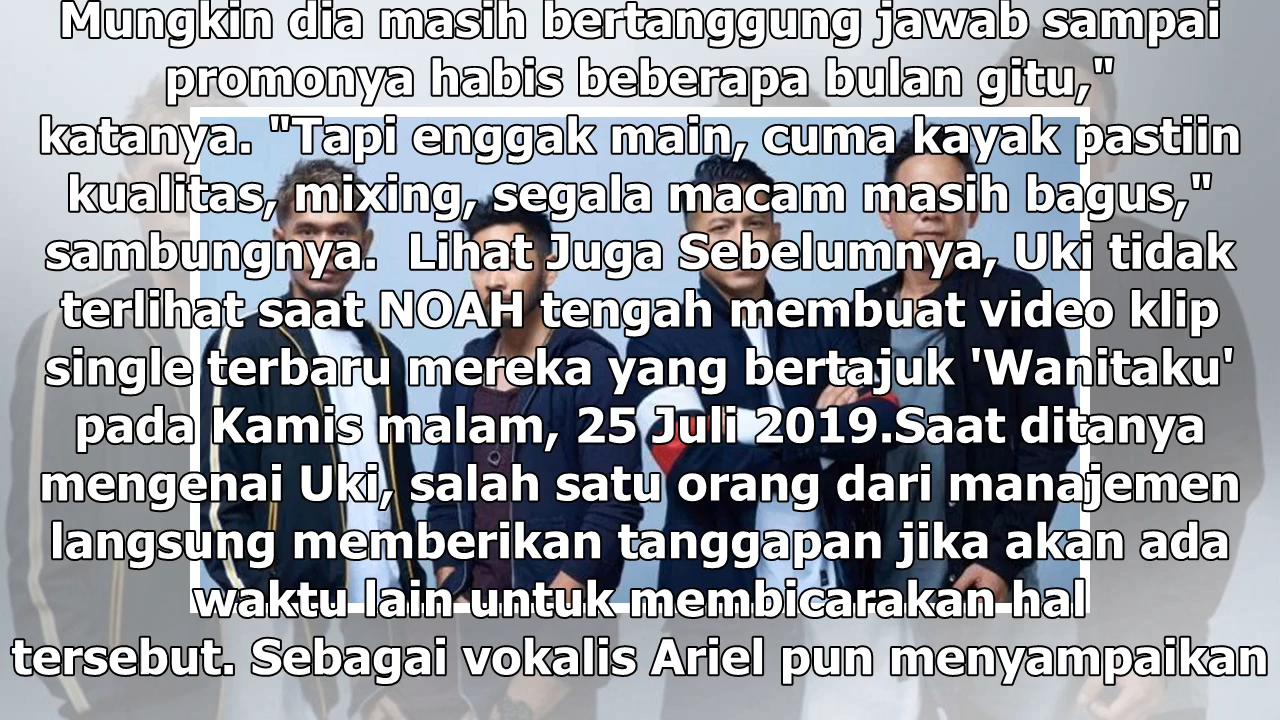 Mungkin dia masih bertanggung jawab sampai
promonya habis beberapa bulan gitu,"
katanya. "Tapi enggak main, cuma kayak pastiin
kualitas, mixing, segala macam masih bagus,"
sambungnya.  Lihat Juga Sebelumnya, Uki tidak
terlihat saat NOAH tengah membuat video klip
single terbaru mereka yang bertajuk 'Wanitaku'
pada Kamis malam, 25 Juli 2019.Saat ditanya
mengenai Uki, salah satu orang dari manajemen
langsung memberikan tanggapan jika akan ada
waktu lain untuk membicarakan hal
tersebut. Sebagai vokalis Ariel pun menyampaikan